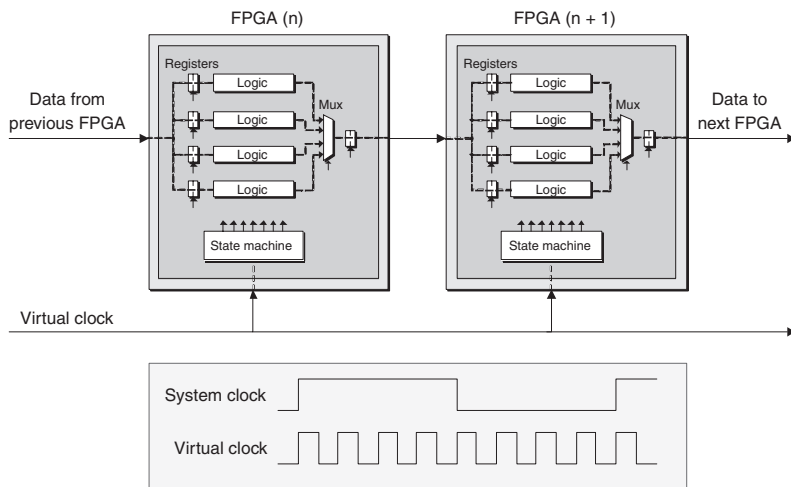 FPGA (n)
FPGA (n + 1)
Registers
Logic
Logic
Logic
Logic
Mux
State machine
Registers
Logic
Logic
Logic
Logic
Mux
State machine
Data from
previous FPGA
Data to
next FPGA
Virtual clock
System clock
Virtual clock